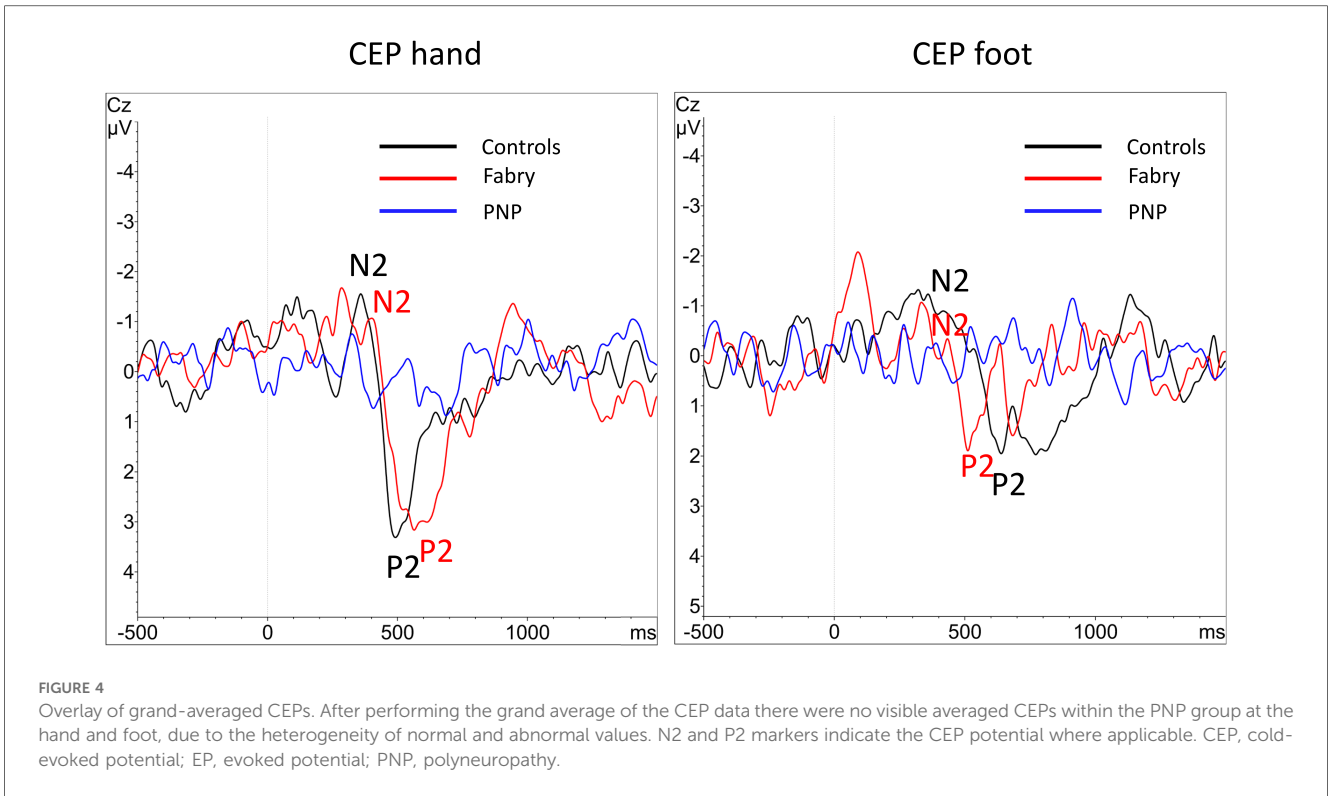 CEP hand
Cz
µV
-4
-3
-2
-1
0
1
2
3
4
-500 0 500 1000 ms
Controls
Fabry
PNP
N2
N2
P2
P2
CEP foot
Cz
µV
-4
-3
-2
-1
0
1
2
3
4
5
-500 0 500 1000 ms
Controls
Fabry
PNP
N2
N2
P2
P2
FIGURE 4
Overlay of grand-averaged CEPs. After performing the grand average of the CEP data there were no visible averaged CEPs within the PNP group at the
hand and foot, due to the heterogeneity of normal and abnormal values. N2 and P2 markers indicate the CEP potential where applicable. CEP, cold-
evoked potential; EP, evoked potential; PNP, polyneuropathy.